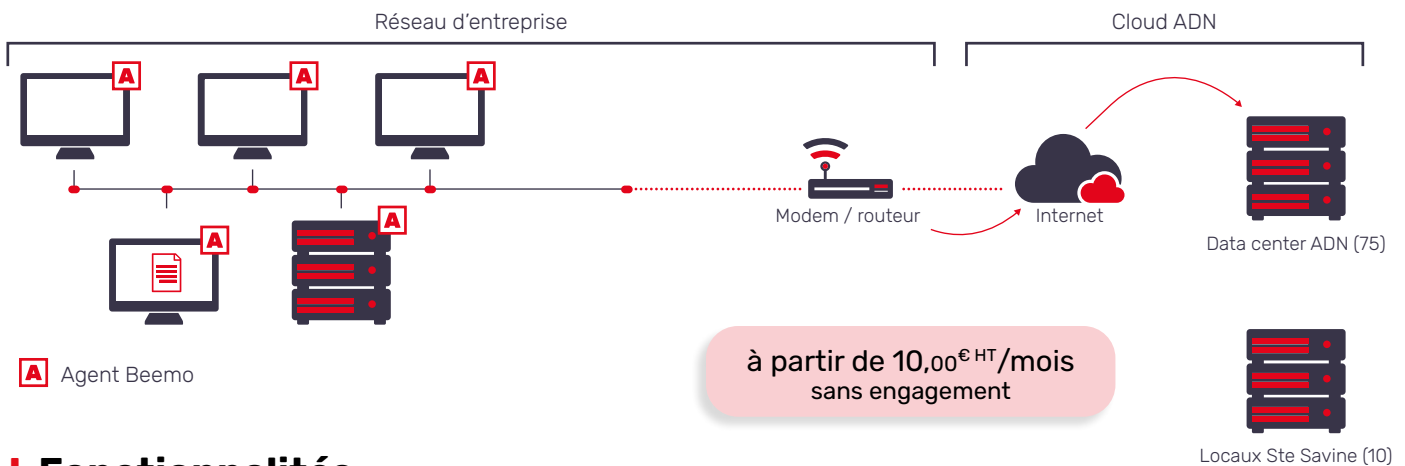 Réseau d'entreprise
Cloud ADN
A
A
A
Modem / routeur
Internet
Data center ADN (75)
A
A
A Agent Beemo
à partir de 10,00€ HT/mois
sans engagement
Locaux Ste Savine (10)